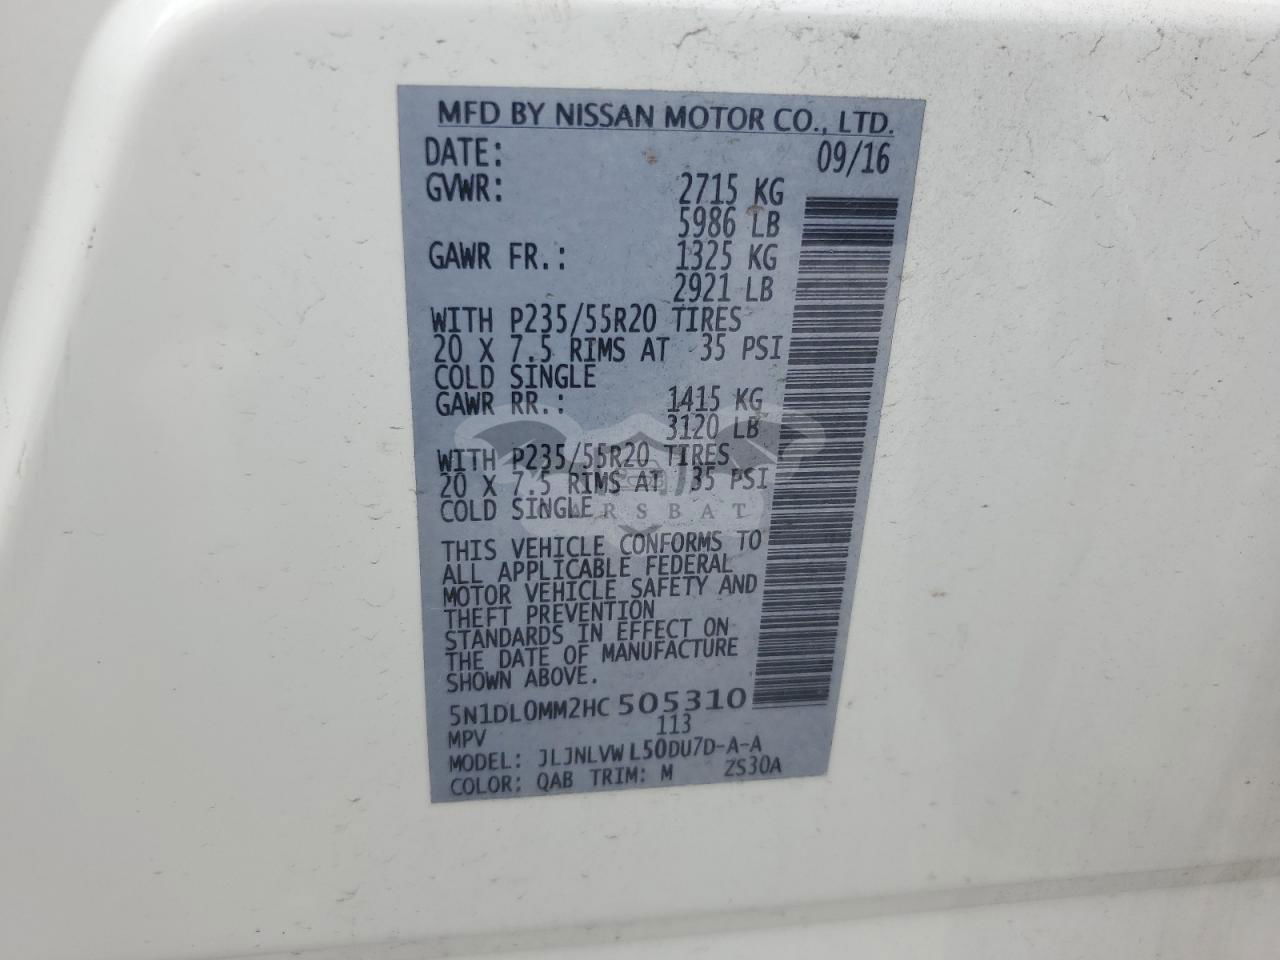 MFD BY NISSAN MOTOR CO., LTD.
DATE: 09/16
GVWR: 2715 KG
5986 LB
GAWR FR.: 1325 KG
2921 LB
WITH P235/55R20 TIRES
20 X 7.5 RIMS AT 35 PSI
COLD SINGLE
GAWR RR.: 1415 KG
3120 LB
WITH P235/55R20 TIRES
20 X 7.5 RIMS AT 35 PSI
COLD SINGLE
CARSBAT
THIS VEHICLE CONFORMS TO
ALL APPLICABLE FEDERAL
MOTOR VEHICLE SAFETY AND
THEFT PREVENTION
STANDARDS IN EFFECT ON
THE DATE OF MANUFACTURE
SHOWN ABOVE.
5N1DL0MM2HC505310
MPV 113
MODEL: JLJNLVWL50DU7D-A-A
COLOR: QAB TRIM: M ZS30A